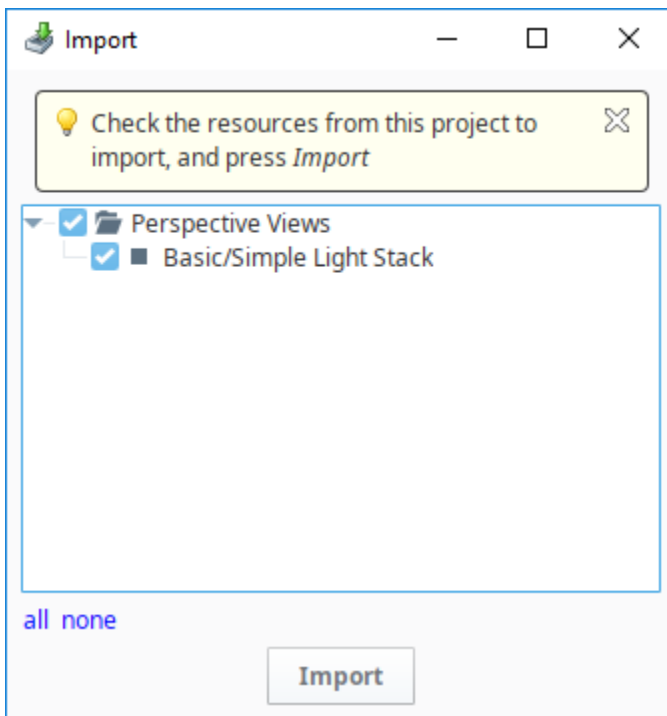 Import
Check the resources from this project to
import, and press Import
Perspective Views
Basic/Simple Light Stack
all none
Import